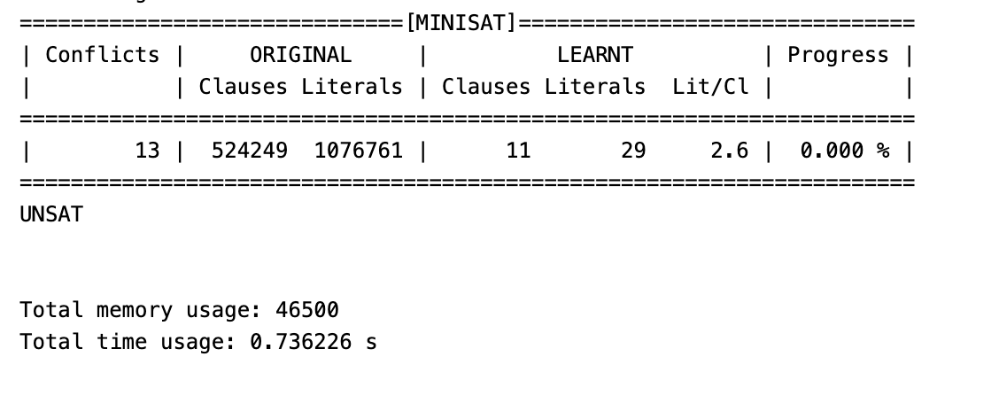 ==============================[MINISAT]===============================
| Conflicts |     ORIGINAL     |          LEARNT          | Progress |
|           | Clauses Literals | Clauses Literals  Lit/Cl |          |
======================================================================
|        13 |  524249  1076761 |      11       29     2.6 |  0.000 % |
======================================================================
UNSAT
Total memory usage: 46500
Total time usage: 0.736226 s